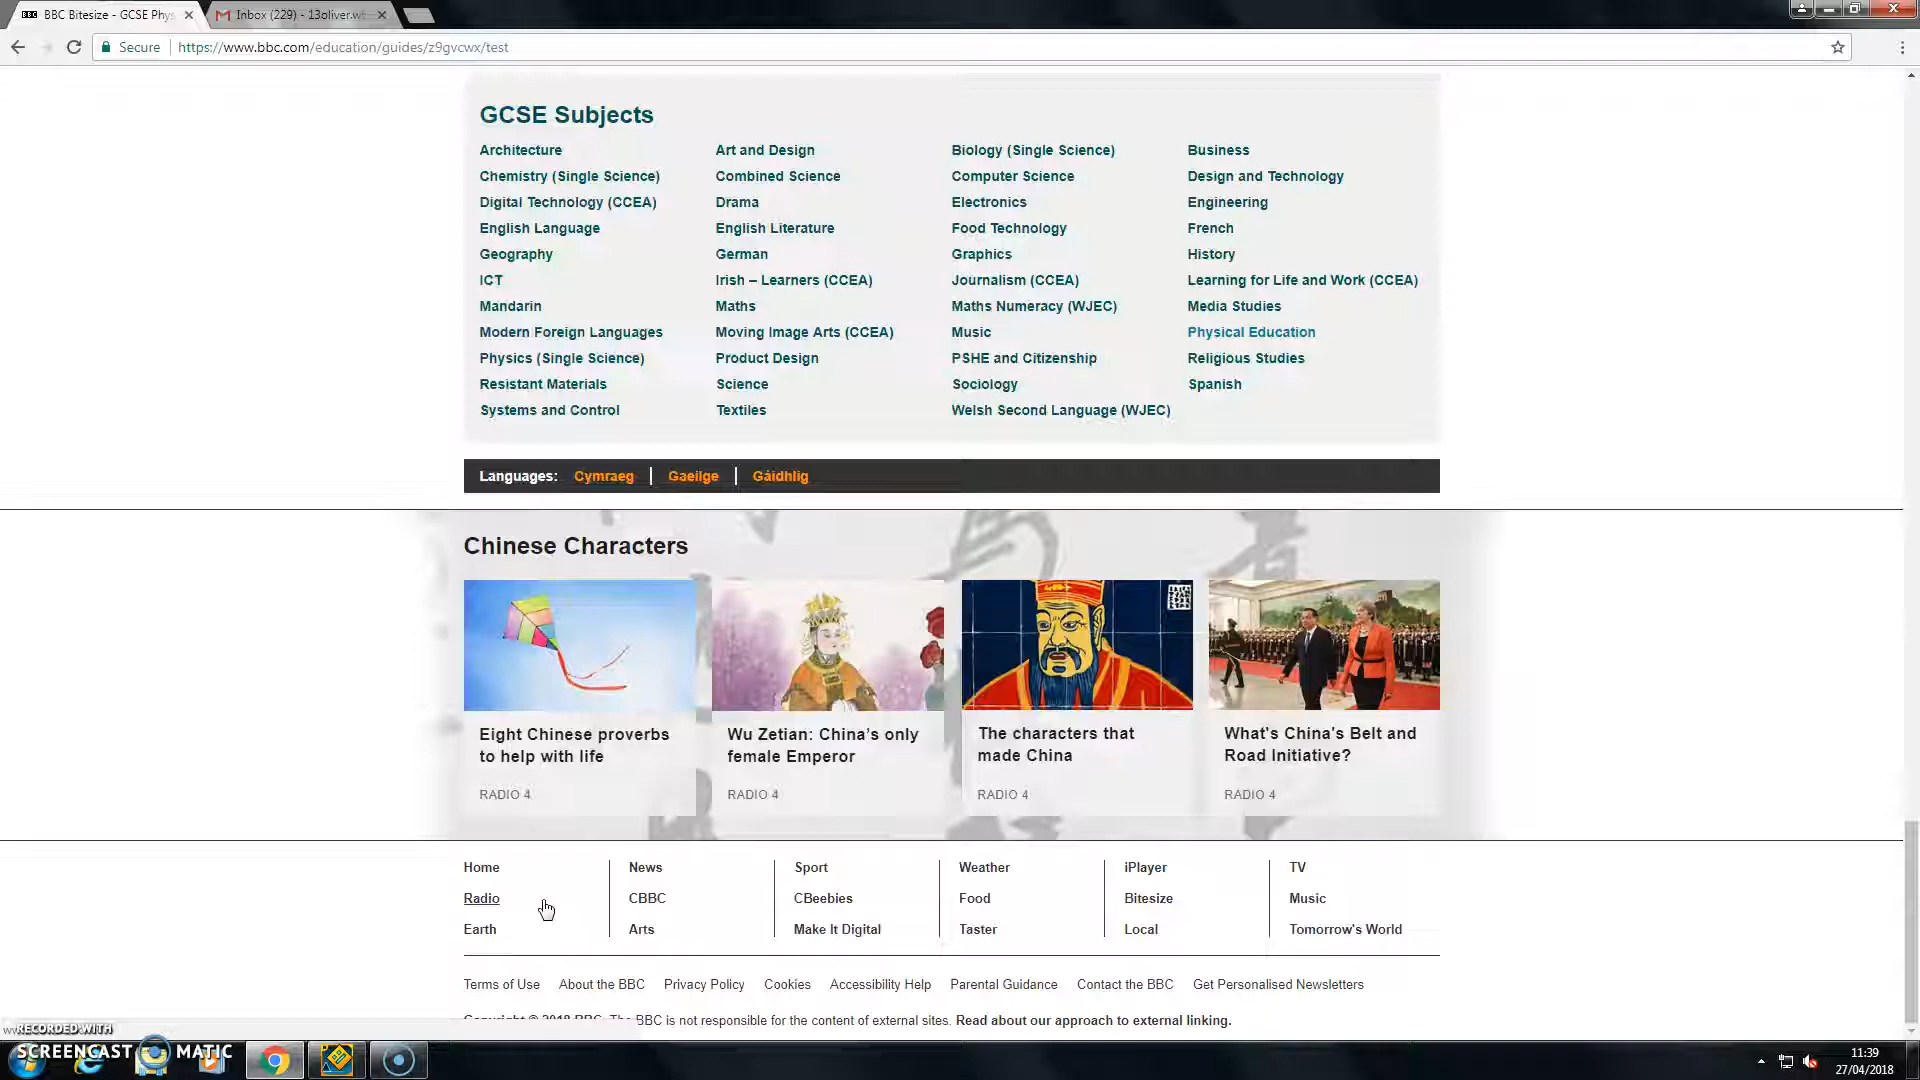 BBC Bitesize - GCSE Phys
Inbox (229) - 13oliver.w
Secure
https://www.bbc.com/education/guides/z9gvcwx/test
GCSE Subjects
Architecture Art and Design Biology (Single Science) Business
Chemistry (Single Science) Combined Science Computer Science Design and Technology
Digital Technology (CCEA) Drama Electronics Engineering
English Language English Literature Food Technology French
Geography German Graphics History
ICT Irish – Learners (CCEA) Journalism (CCEA) Learning for Life and Work (CCEA)
Mandarin Maths Maths Numeracy (WJEC) Media Studies
Modern Foreign Languages Moving Image Arts (CCEA) Music Physical Education
Physics (Single Science) Product Design PSHE and Citizenship Religious Studies
Resistant Materials Science Sociology Spanish
Systems and Control Textiles Welsh Second Language (WJEC)
Languages: Cymraeg Gaeilge Gàidhlig
Chinese Characters
Eight Chinese proverbs
to help with life
RADIO 4
Wu Zetian: China's only
female Emperor
RADIO 4
The characters that
made China
RADIO 4
What's China's Belt and
Road Initiative?
RADIO 4
Home News Sport Weather iPlayer TV
Radio CBBC CBeebies Food Bitesize Music
Earth Arts Make It Digital Taster Local Tomorrow's World
Terms of Use About the BBC Privacy Policy Cookies Accessibility Help Parental Guidance Contact the BBC Get Personalised Newsletters
Copyright © 2018 BBC. The BBC is not responsible for the content of external sites. Read about our approach to external linking.
RECORDED WITH
SCREENCAST MATIC
11:39
27/04/2018